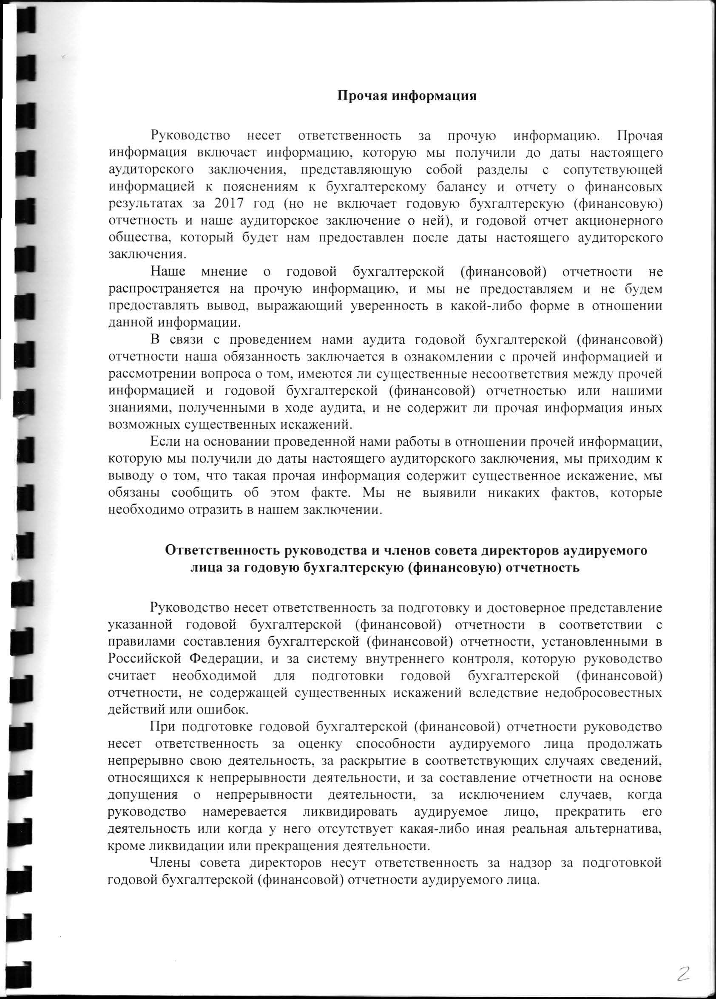 Прочая информация
Руководство несет ответственность за прочую информацию. Прочая
информация включает информацию, которую мы получили до даты настоящего
аудиторского заключения, представляющую собой разделы с сопутствующей
информацией к пояснениям к бухгалтерскому балансу и отчету о финансовых
результатах за 2017 год (но не включает годовую бухгалтерскую (финансовую)
отчетность и наше аудиторское заключение о ней), и годовой отчет акционерного
общества, который будет нам предоставлен после даты настоящего аудиторского
заключения.
Наше мнение о годовой бухгалтерской (финансовой) отчетности не
распространяется на прочую информацию, и мы не предоставляем и не будем
предоставлять вывод, выражающий уверенность в какой-либо форме в отношении
данной информации.
В связи с проведением нами аудита годовой бухгалтерской (финансовой)
отчетности наша обязанность заключается в ознакомлении с прочей информацией и
рассмотрении вопроса о том, имеются ли существенные несоответствия между прочей
информацией и годовой бухгалтерской (финансовой) отчетностью или нашими
знаниями, полученными в ходе аудита, и не содержит ли прочая информация иных
возможных существенных искажений.
Если на основании проведенной нами работы в отношении прочей информации,
которую мы получили до даты настоящего аудиторского заключения, мы приходим к
выводу о том, что такая прочая информация содержит существенное искажение, мы
обязаны сообщить об этом факте. Мы не выявили никаких фактов, которые
необходимо отразить в нашем заключении.
Ответственность руководства и членов совета директоров аудируемого
лица за годовую бухгалтерскую (финансовую) отчетность
Руководство несет ответственность за подготовку и достоверное представление
указанной годовой бухгалтерской (финансовой) отчетности в соответствии с
правилами составления бухгалтерской (финансовой) отчетности, установленными в
Российской Федерации, и за систему внутреннего контроля, которую руководство
считает необходимой для подготовки годовой бухгалтерской (финансовой)
отчетности, не содержащей существенных искажений вследствие недобросовестных
действий или ошибок.
При подготовке годовой бухгалтерской (финансовой) отчетности руководство
несет ответственность за оценку способности аудируемого лица продолжать
непрерывно свою деятельность, за раскрытие в соответствующих случаях сведений,
относящихся к непрерывности деятельности, и за составление отчетности на основе
допущения о непрерывности деятельности, за исключением случаев, когда
руководство намеревается ликвидировать аудируемое лицо, прекратить его
деятельность или когда у него отсутствует какая-либо иная реальная альтернатива,
кроме ликвидации или прекращения деятельности.
Члены совета директоров несут ответственность за надзор за подготовкой
годовой бухгалтерской (финансовой) отчетности аудируемого лица.
2